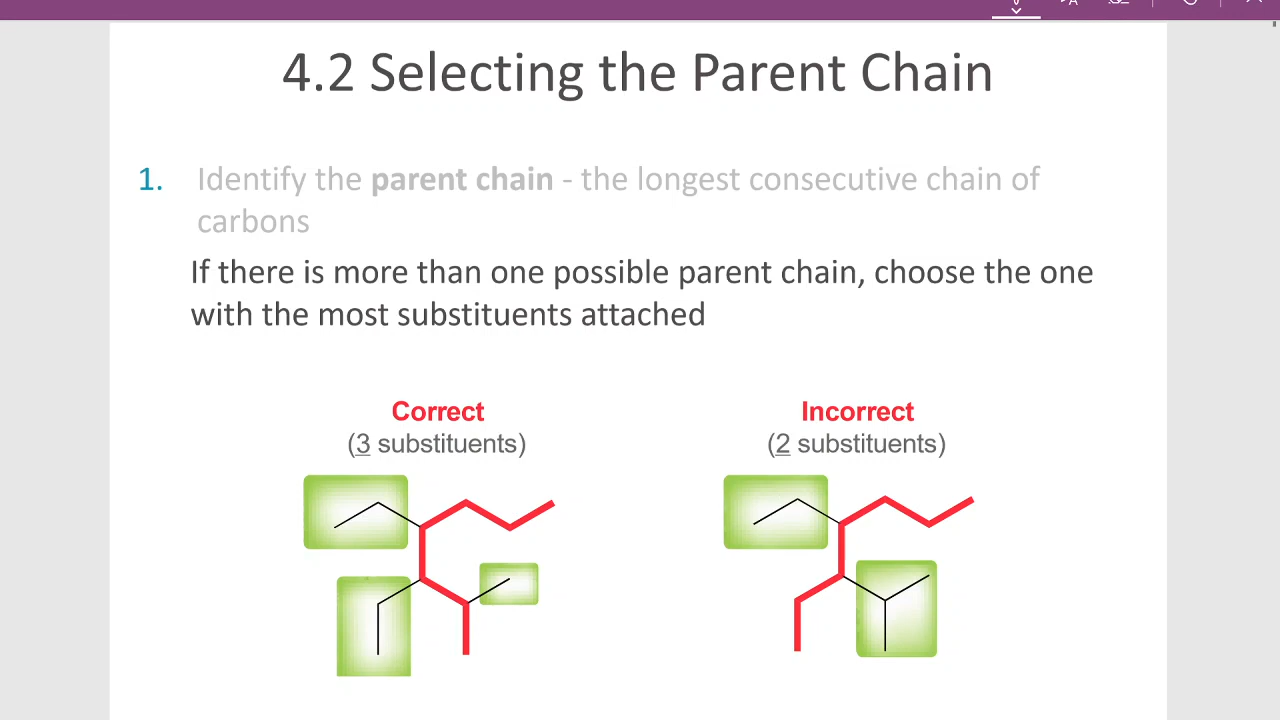 4.2 Selecting the Parent Chain
1. Identify the parent chain - the longest consecutive chain of
carbons
If there is more than one possible parent chain, choose the one
with the most substituents attached
Correct
(3 substituents)
Incorrect
(2 substituents)